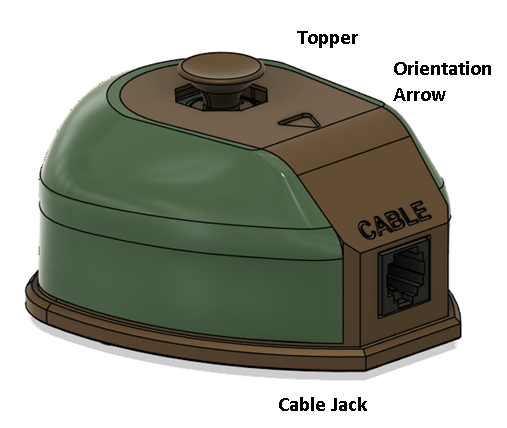 Topper
Orientation
Arrow
CABLE
Cable Jack